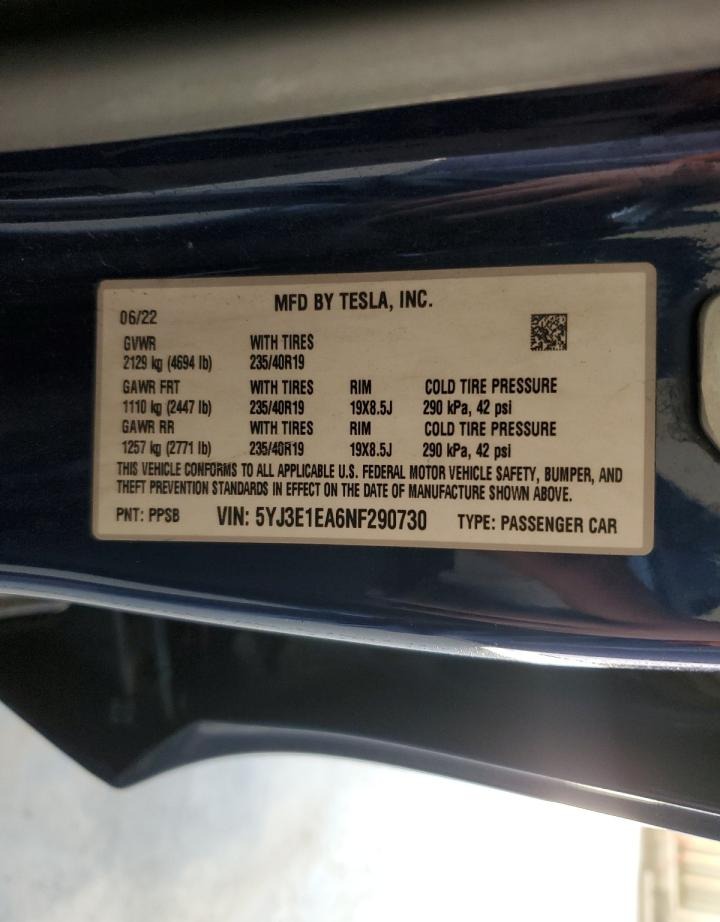 MFD BY TESLA, INC.
06/22
GVWR WITH TIRES
2129 kg (4694 lb) 235/40R19
GAWR FRT WITH TIRES RIM COLD TIRE PRESSURE
1110 kg (2447 lb) 235/40R19 19X8.5J 290 kPa, 42 psi
GAWR RR WITH TIRES RIM COLD TIRE PRESSURE
1257 kg (2771 lb) 235/40R19 19X8.5J 290 kPa, 42 psi
THIS VEHICLE CONFORMS TO ALL APPLICABLE U.S. FEDERAL MOTOR VEHICLE SAFETY, BUMPER, AND
THEFT PREVENTION STANDARDS IN EFFECT ON THE DATE OF MANUFACTURE SHOWN ABOVE.
PNT: PPSB VIN: 5YJ3E1EA6NF290730 TYPE: PASSENGER CAR